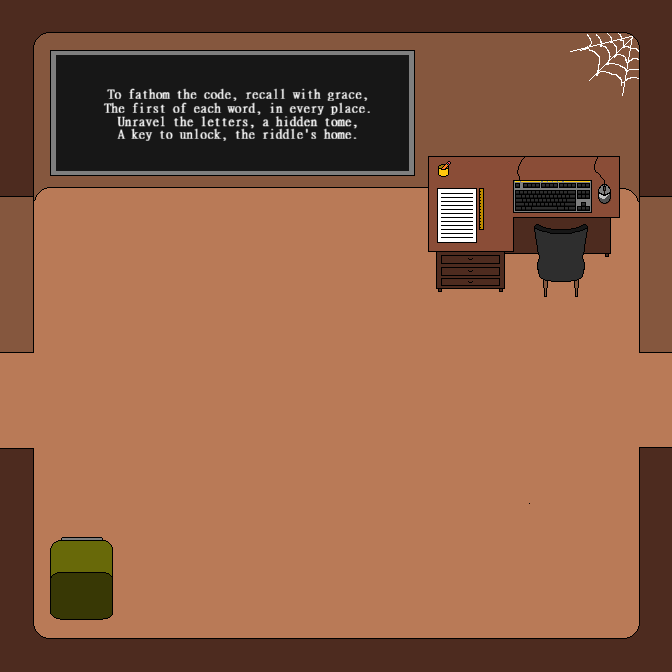 To fathom the code, recall with grace,
The first of each word, in every place.
Unravel the letters, a hidden tome,
A key to unlock, the riddle's home.